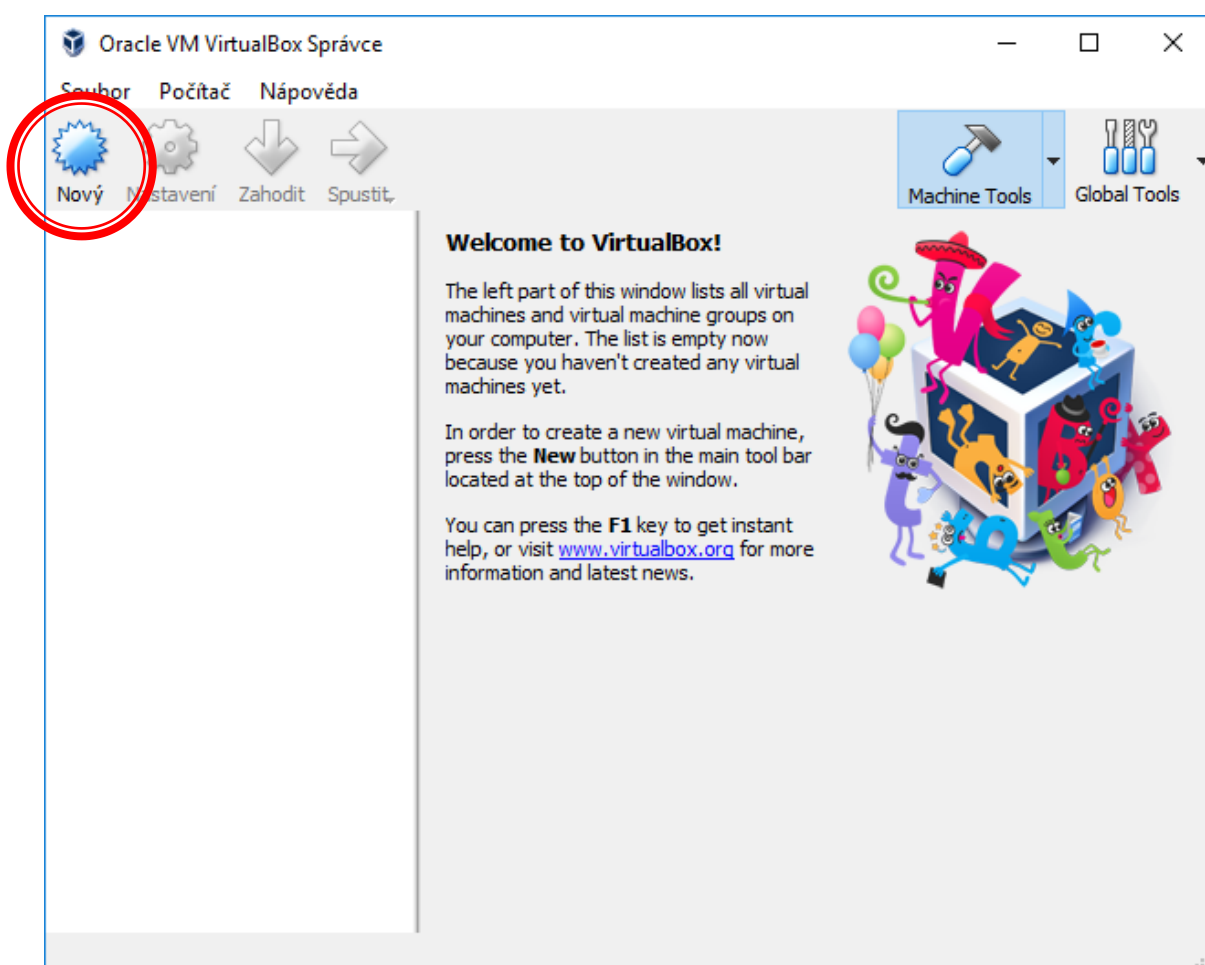 Oracle VM VirtualBox Správce
Soubor Počítač Nápověda
Nový Nastavení Zahodit Spustit
Machine Tools Global Tools
Welcome to VirtualBox!
The left part of this window lists all virtual
machines and virtual machine groups on
your computer. The list is empty now
because you haven't created any virtual
machines yet.
In order to create a new virtual machine,
press the New button in the main tool bar
located at the top of the window.
You can press the F1 key to get instant
help, or visit www.virtualbox.org for more
information and latest news.